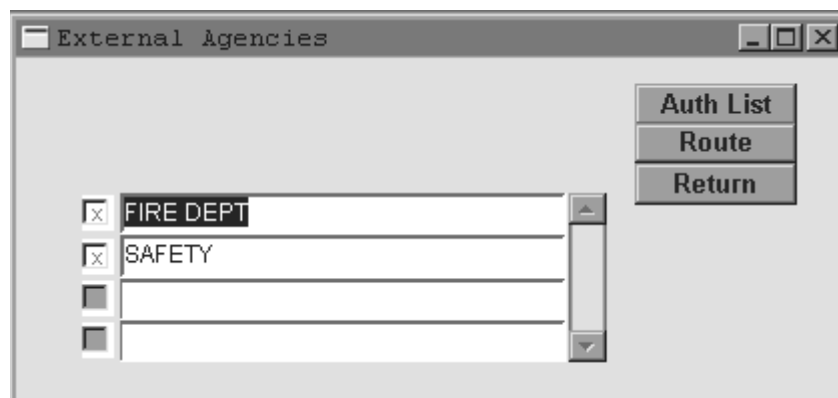 External Agencies
Auth List
Route
Return
x FIRE DEPT
x SAFETY